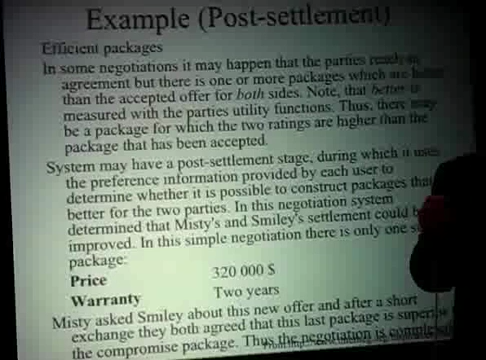 Example (Post-settlement)
Efficient packages
In some negotiations it may happen that the parties reach
agreement but there is one or more packages which are
than the accepted offer for both sides. Note, that better is
measured with the parties utility functions. Thus, there may
be a package for which the two ratings are higher than the
package that has been accepted.
System may have a post-settlement stage, during which it uses
the preference information provided by each user to
determine whether it is possible to construct packages that
better for the two parties. In this negotiation system
determined that Misty's and Smiley's settlement could
improved. In this simple negotiation there is only one
package:
Price 320 000 $
Warranty Two years
Misty asked Smiley about this new offer and after a short
exchange they both agreed that this last package is
the compromise package. Thus the negotiation is